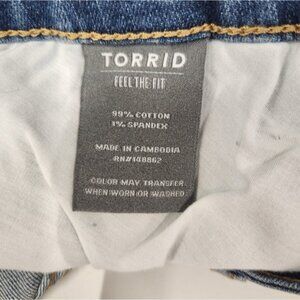 TORRID
FEEL THE FIT
99% COTTON
1% SPANDEX
MADE IN CAMBODIA
RN#148862
COLOR MAY TRANSFER
WHEN WORN OR WASHED